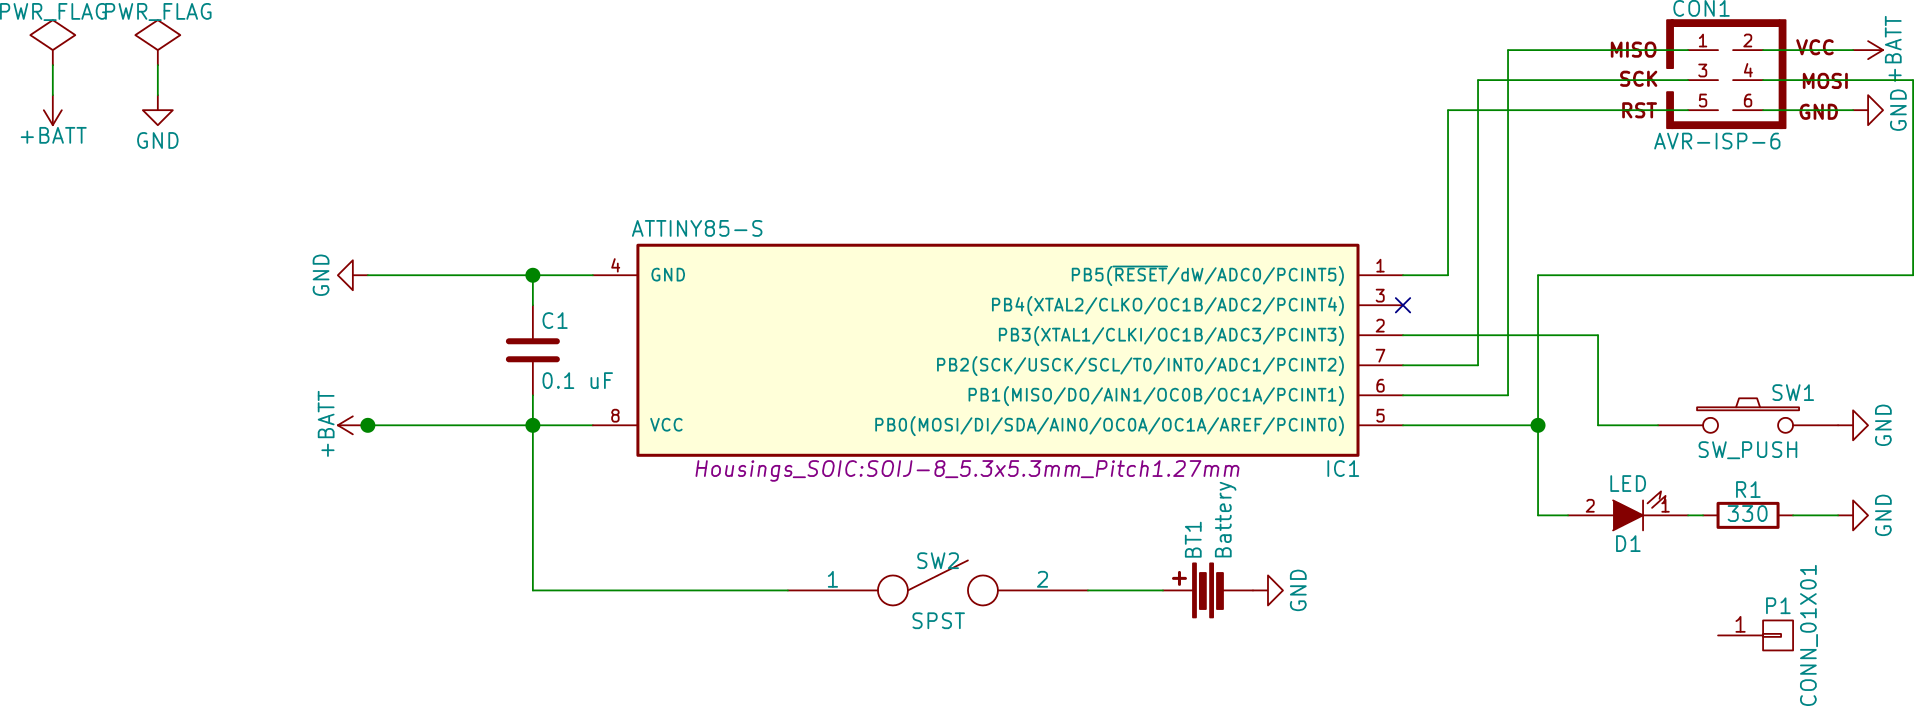 PWR_FLAG
PWR_FLAG
+BATT
GND
CON1
MISO
1
2
VCC
+BATT
SCK
3
4
MOSI
RST
5
6
GND
GND
AVR-ISP-6
ATTINY85-S
GND
4
GND
PB5(RESET/dW/ADC0/PCINT5)
1
PB4(XTAL2/CLKO/OC1B/ADC2/PCINT4)
3
C1
PB3(XTAL1/CLKI/OC1B/ADC3/PCINT3)
2
PB2(SCK/USCK/SCL/T0/INT0/ADC1/PCINT2)
7
0.1 uF
PB1(MISO/DO/AIN1/OC0B/OC1A/PCINT1)
6
+BATT
8
VCC
PB0(MOSI/DI/SDA/AIN0/OC0A/OC1A/AREF/PCINT0)
5
Housings_SOIC:SOIJ-8_5.3x5.3mm_Pitch1.27mm
IC1
SW1
SW_PUSH
GND
LED
2
1
D1
R1
330
GND
1
SW2
2
SPST
BT1
Battery
+
GND
P1
1
CONN_01X01